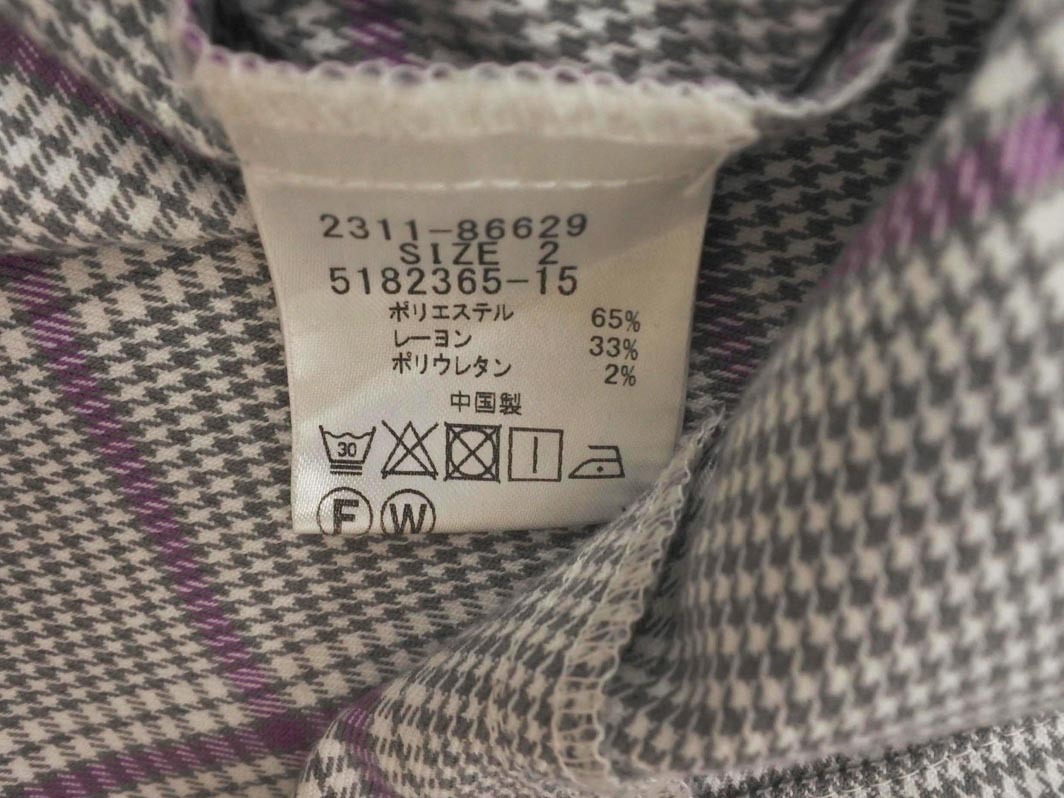 2311-86629
SIZE 2
5182365-15
ポリエステル 65%
レーヨン 33%
ポリウレタン 2%
中国製
30
F W